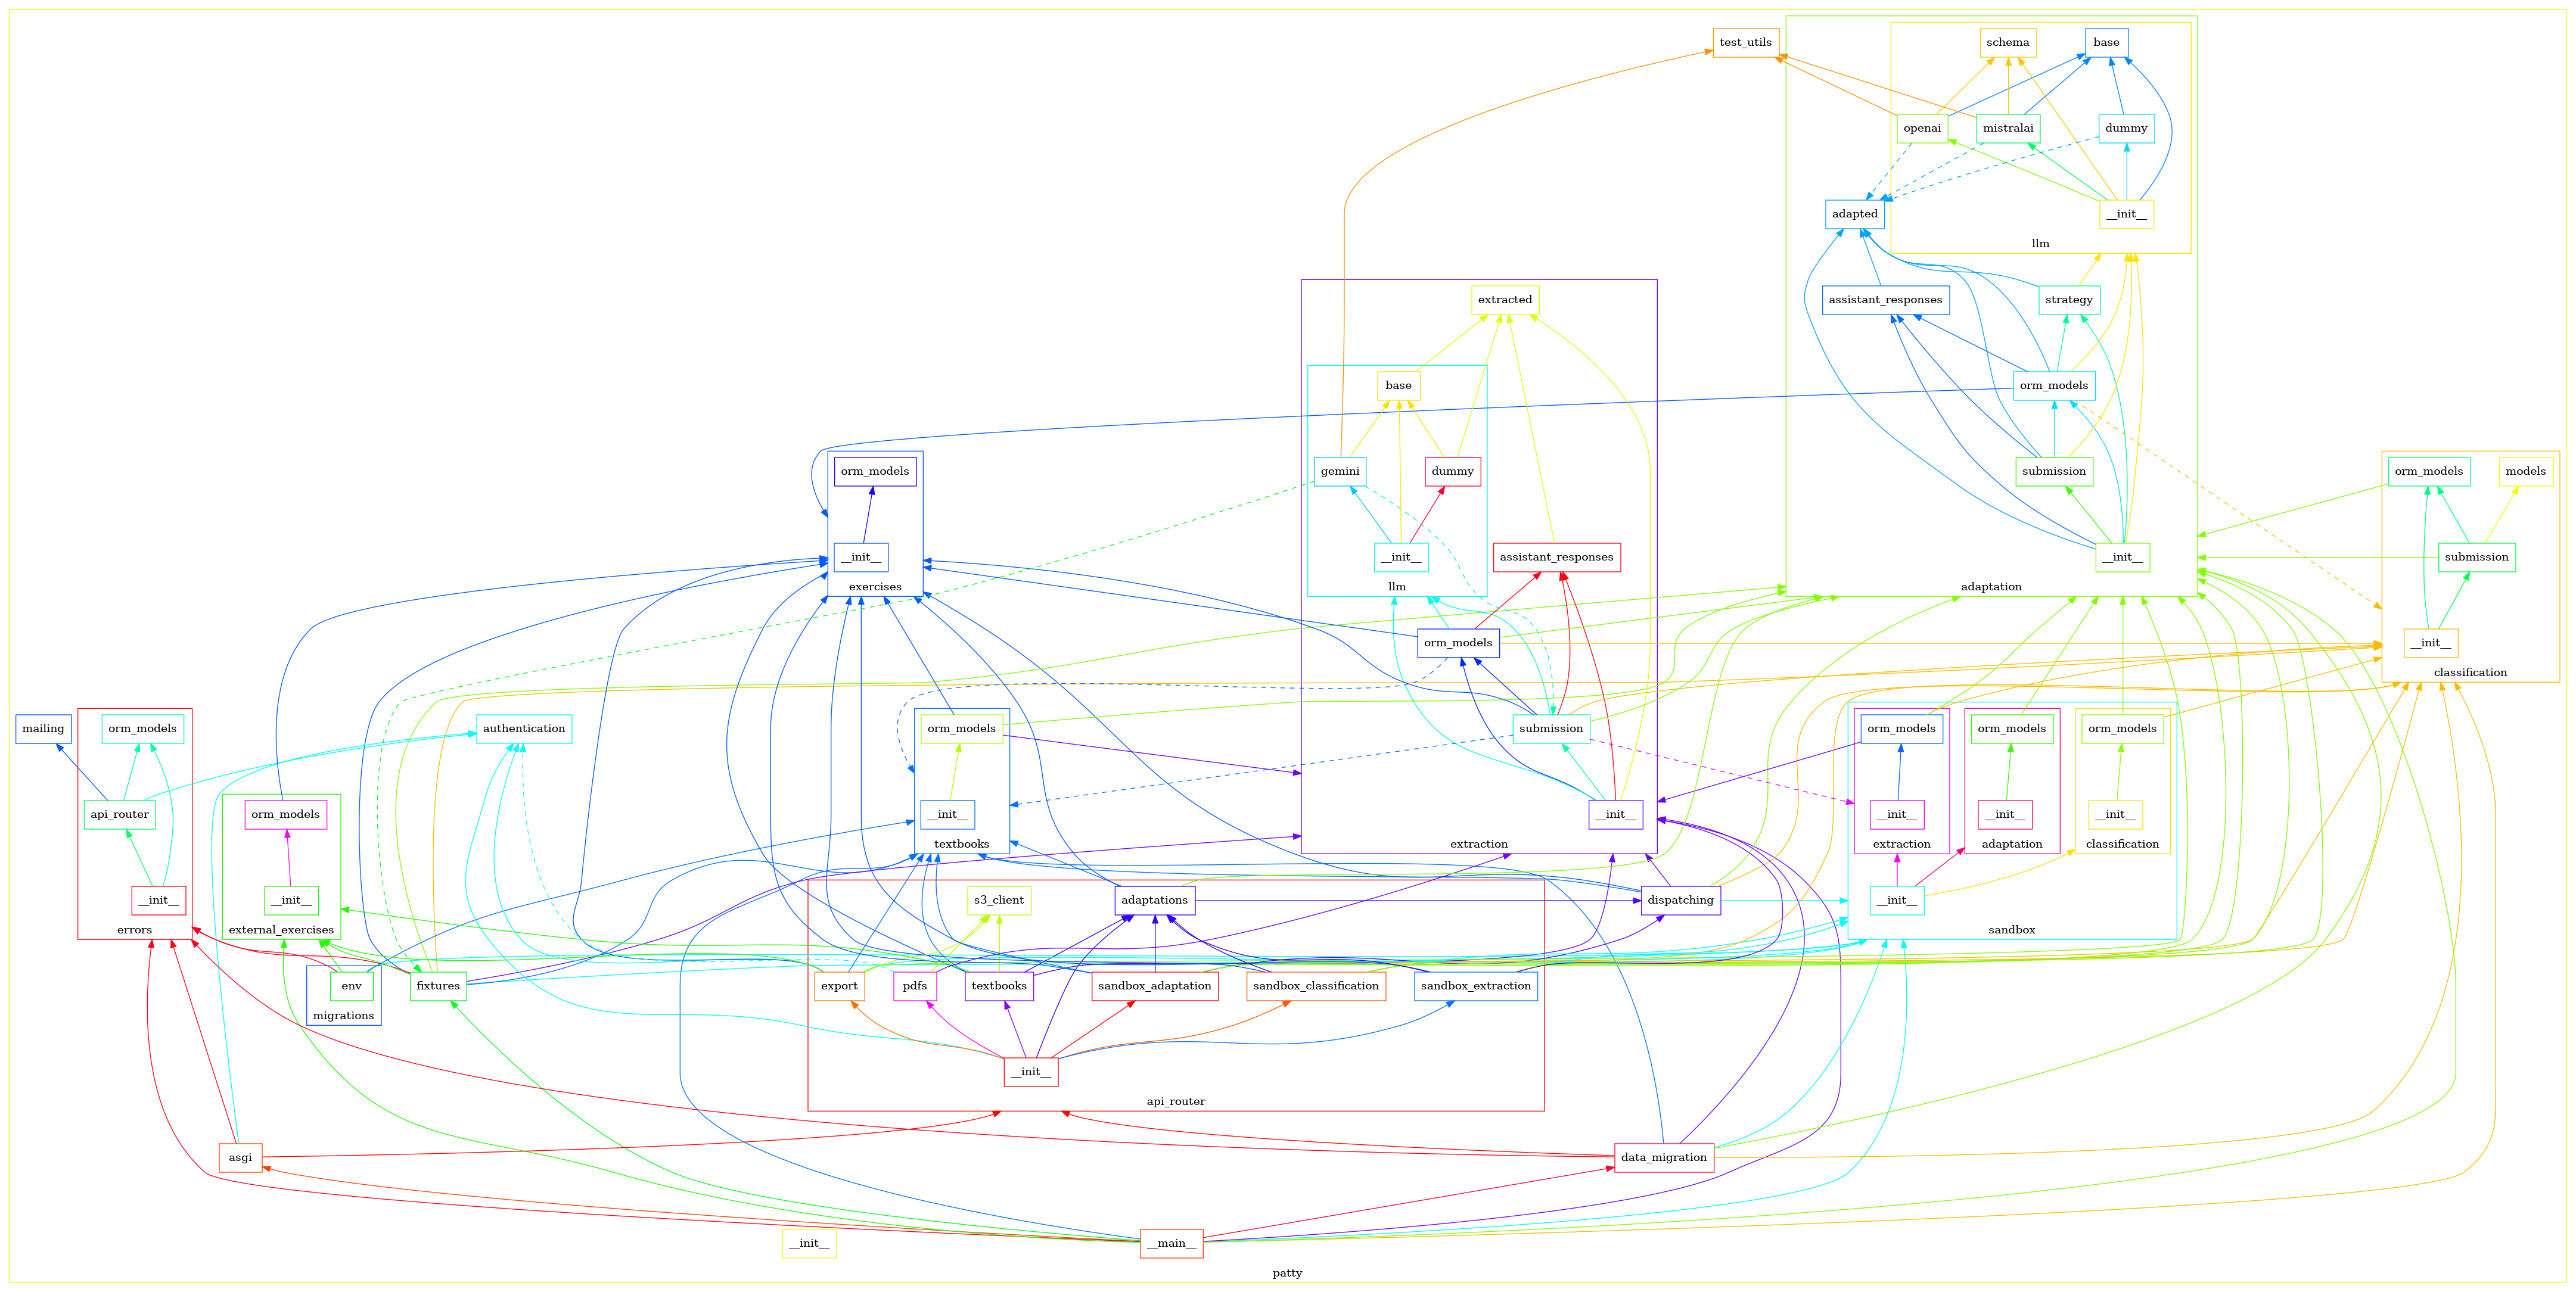 test_utils
schema
base
openai
mistralai
dummy
adapted
__init__
llm
extracted
assistant_responses
strategy
base
orm_models
orm_models
gemini
dummy
submission
orm_models
models
__init__
__init__
assistant_responses
__init__
submission
exercises
llm
adaptation
orm_models
__init__
classification
mailing
orm_models
authentication
orm_models
submission
orm_models
orm_models
orm_models
api_router
orm_models
__init__
__init__
__init__
__init__
__init__
textbooks
extraction
extraction
adaptation
classification
__init__
__init__
s3_client
adaptations
dispatching
__init__
errors
external_exercises
sandbox
env
fixtures
export
pdfs
textbooks
sandbox_adaptation
sandbox_classification
sandbox_extraction
migrations
__init__
api_router
asgi
data_migration
__init__
__main__
patty